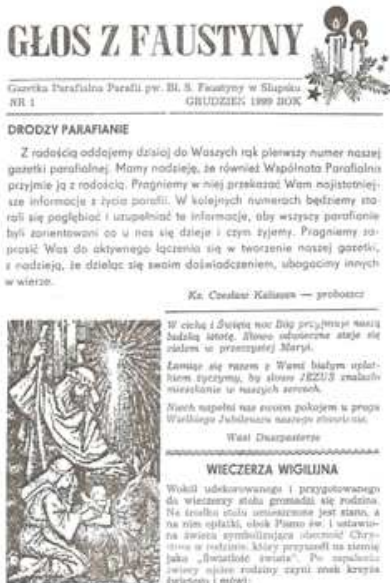 GŁOS Z FAUSTYNY
Gazetka Parafialna Parafii pw. Bł. S. Faustyny w Słupsku
NR 1 GRUDZIEŃ 1999 ROK
DRODZY PARAFIANIE
Z radością oddajemy dzisiaj do Waszych rąk pierwszy numer naszej
gazetki parafialnej. Mamy nadzieję, że również Wspólnota Parafialna
przyjmie ją z radością. Pragniemy w niej przekazać Wam najistotniej-
sze informacje z życia parafii. W kolejnych numerach będziemy sta-
rali się pogłębiać i uzupełniać te informacje, aby wszyscy parafianie
byli zorientowani co u nas się dzieje i czym żyjemy. Pragniemy za-
prosić Was do aktywnego łączenia się w tworzenie naszej gazetki,
z nadzieją, że dzieląc się swoim doświadczeniem, ubogacimy innych
w wierze.
Ks. Czesław — proboszcz
W cichą i Świętą noc Bóg przyjmuje naszą
ludzką istotę. Słowo odwieczne staje się
ciałem w przeczystej Maryi.
Łamiąc się razem z Wami białym opłat-
kiem życzymy, by słowo JEZUS znalazło
mieszkanie w naszych sercach.
Niech napełni nas swoim pokojem u progu
Wielkiego Jubileuszu naszego zbawienia.
Wasi Duszpasterze
WIECZERZA WIGILIJNA
Wokół udekorowanego i przygotowanego
do wieczerzy stołu gromadzi się rodzina.
Na środku stołu umieszczone jest siano, a
na nim opłatki, obok Pismo św. i ustawio-
na świeca symbolizująca obecność Chry-
stusa w rodzinie, który przyszedł na ziemię
jako „Światłość świata”. Po zapaleniu
świecy ojciec rodziny czyni znak krzyża
świętego i mówi: